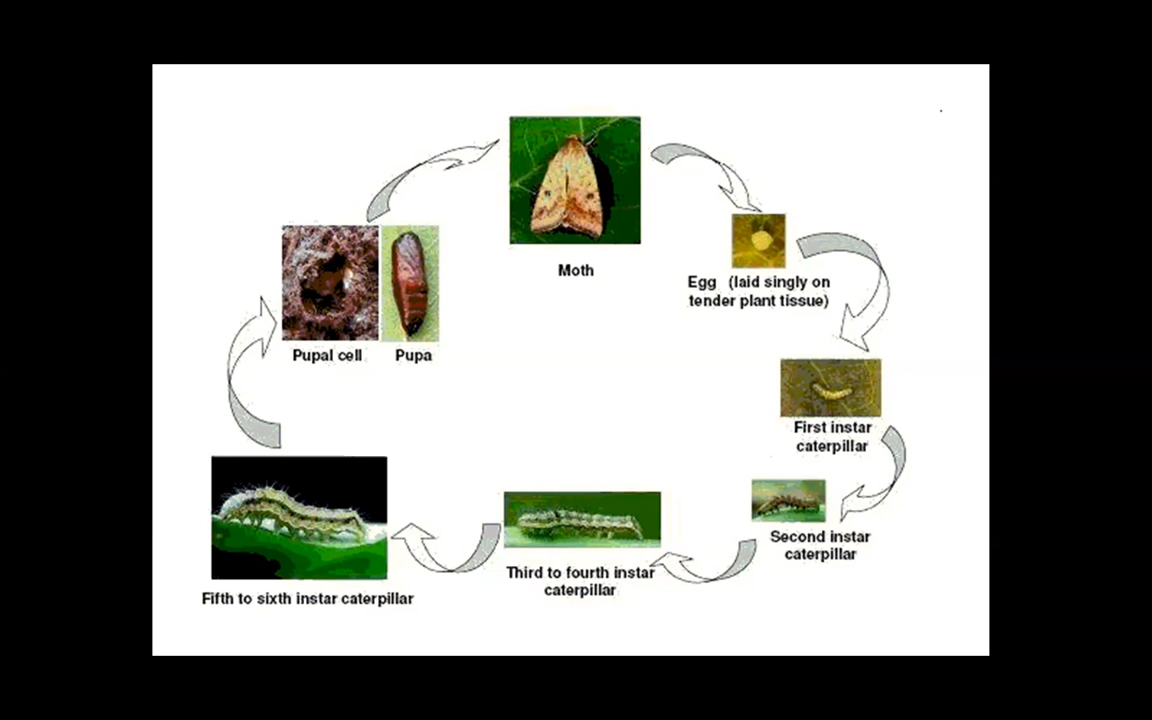 Moth
Egg (laid singly on
tender plant tissue)
First instar
caterpillar
Second instar
caterpillar
Third to fourth instar
caterpillar
Fifth to sixth instar caterpillar
Pupal cell
Pupa